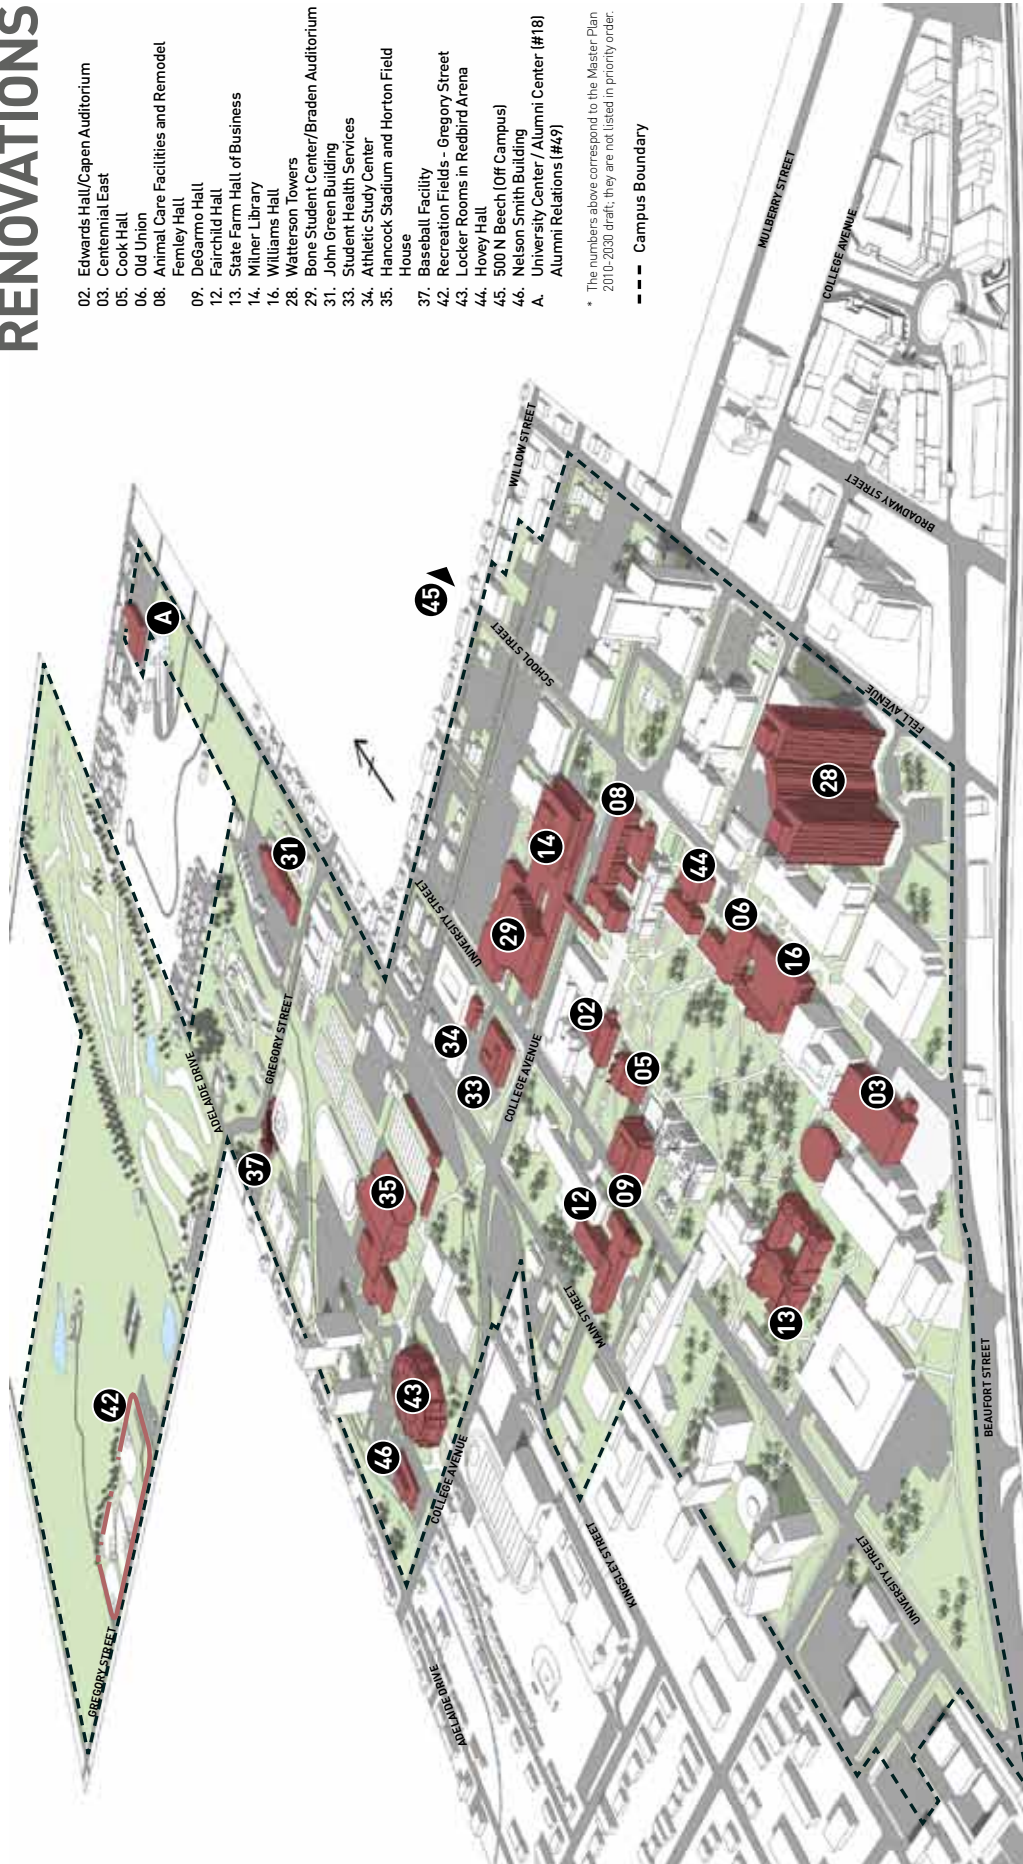 RENOVATIONS
02. Edwards Hall/Capen Auditorium
03. Centennial East
05. Cook Hall
06. Old Union
08. Animal Care Facilities and Remodel
Felmley Hall
09. DeGarmo Hall
12. Fairchild Hall
13. State Farm Hall of Business
14. Milner Library
16. Williams Hall
28. Watterson Towers
29. Bone Student Center/Braden Auditorium
31. John Green Building
33. Student Health Services
34. Athletic Study Center
35. Hancock Stadium and Horton Field
House
37. Baseball Facility
42. Recreation Fields - Gregory Street
43. Locker Rooms in Redbird Arena
44. Hovey Hall
45. 500 N Beech (Off Campus)
46. Nelson Smith Building
A. University Center / Alumni Center (#18)
Alumni Relations (#49)
* The numbers above correspond to the Master Plan
2010-2030 draft; they are not listed in priority order.
Campus Boundary
GREGORY STREET
42
ADELAIDE DRIVE
A
37
GREGORY STREET
31
46
43
35
COLLEGE AVENUE
ADELAIDE DRIVE
45
WILLOW STREET
SCHOOL STREET
UNIVERSITY STREET
34
33
29
14
COLLEGE AVENUE
08
02
05
44
06
16
12
09
MAIN STREET
KINGSLEY STREET
13
03
28
UNIVERSITY STREET
BEAUFORT STREET
FELL AVENUE
BROADWAY STREET
MULBERRY STREET
COLLEGE AVENUE